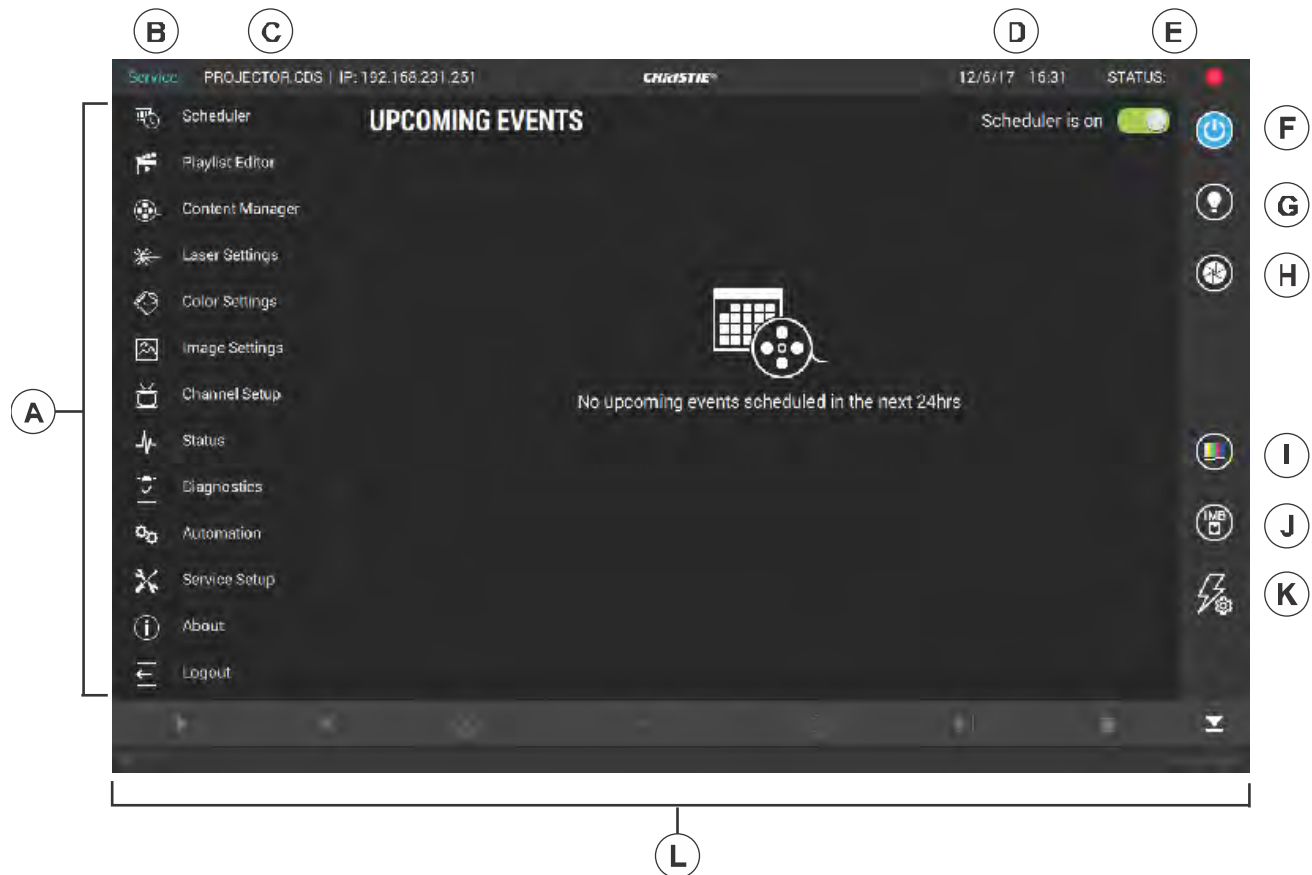 B C D E
Service PROJECTOR.CDS | IP: 192.168.231.251 CHRISTIE® 12/6/17 16:31 STATUS:
Scheduler
UPCOMING EVENTS
Scheduler is on
F
Playlist Editor
Content Manager
G
Laser Settings
H
Color Settings
Image Settings
Channel Setup
No upcoming events scheduled in the next 24hrs
A
Status
I
Diagnostics
IMB
J
Automation
Service Setup
K
About
Logout
L